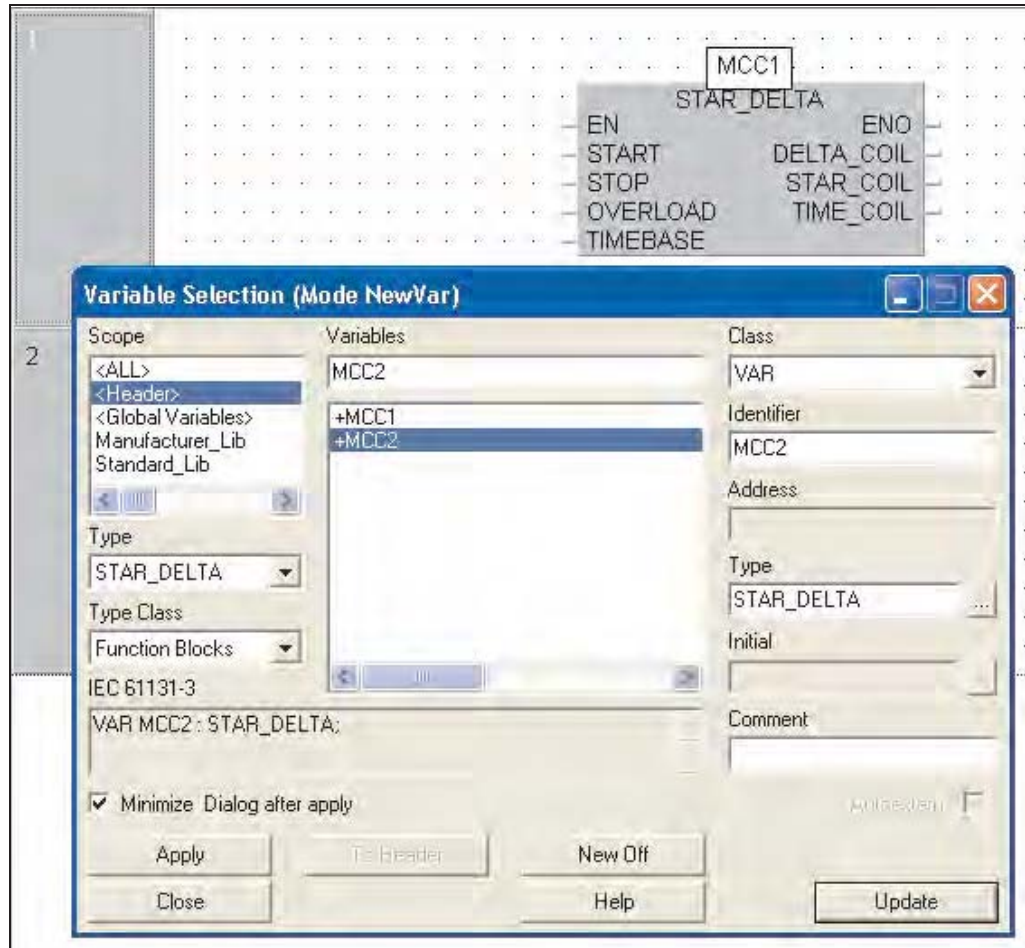 1
MCC1
STAR_DELTA
EN ENO
START DELTA_COIL
STOP STAR_COIL
OVERLOAD TIME_COIL
TIMEBASE
Variable Selection (Mode NewVar)
2
Scope
<ALL>
<Header>
<Global Variables>
Manufacturer_Lib
Standard_Lib
Type
STAR_DELTA
Type Class
Function Blocks
IEC 61131-3
VAR MCC2 : STAR_DELTA;
Variables
MCC2
+MCC1
+MCC2
Class
VAR
Identifier
MCC2
Address
Type
STAR_DELTA
...
Initial
Comment
Minimize Dialog after apply
Apply To Header New Off
Close Help Update